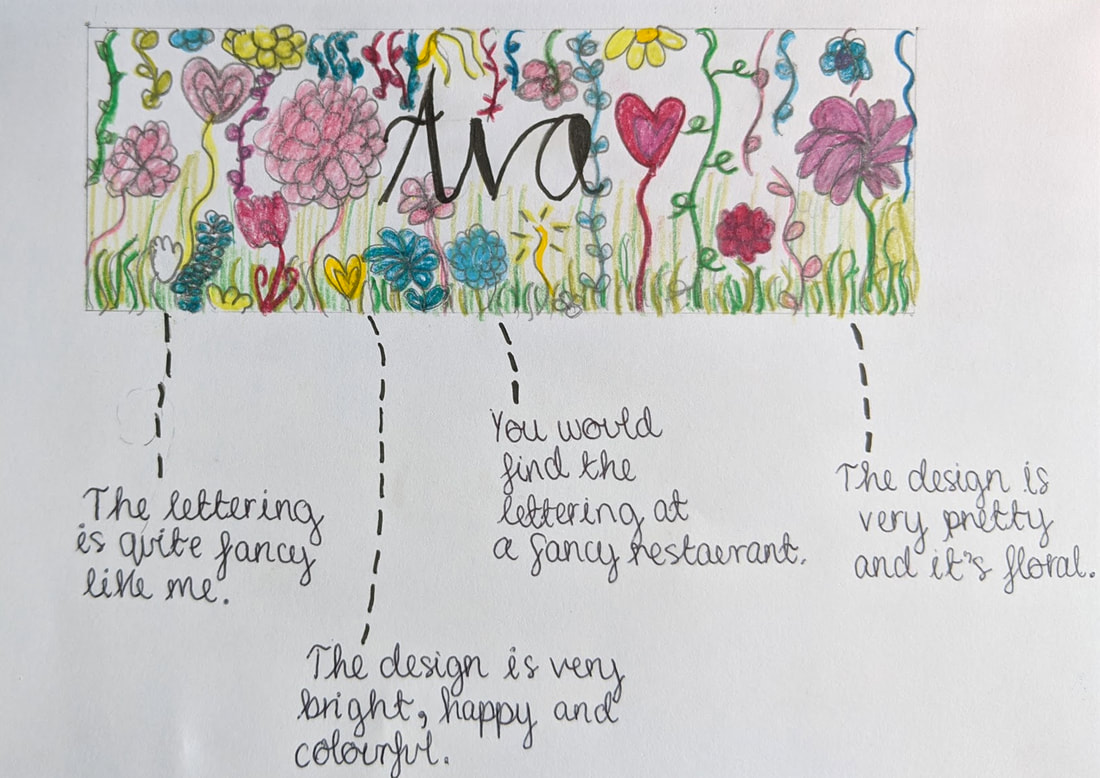 Ava
The lettering
is quite fancy
like me.
The design is very
bright, happy and
colourful.
You would
find the
lettering at
a fancy restaerant.
The design is
very pretty
and it's floral.